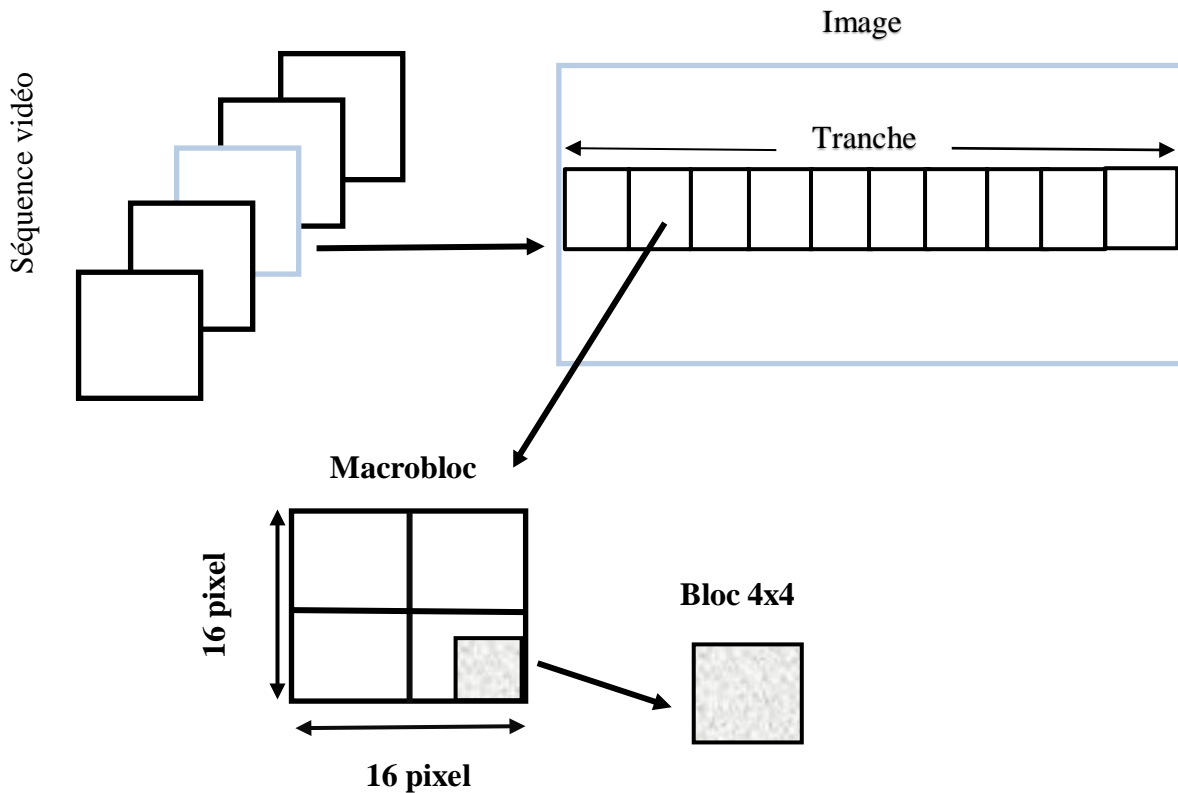 Image
Séquence vidéo
Tranche
Macrobloc
16 pixel
Bloc 4x4
16 pixel